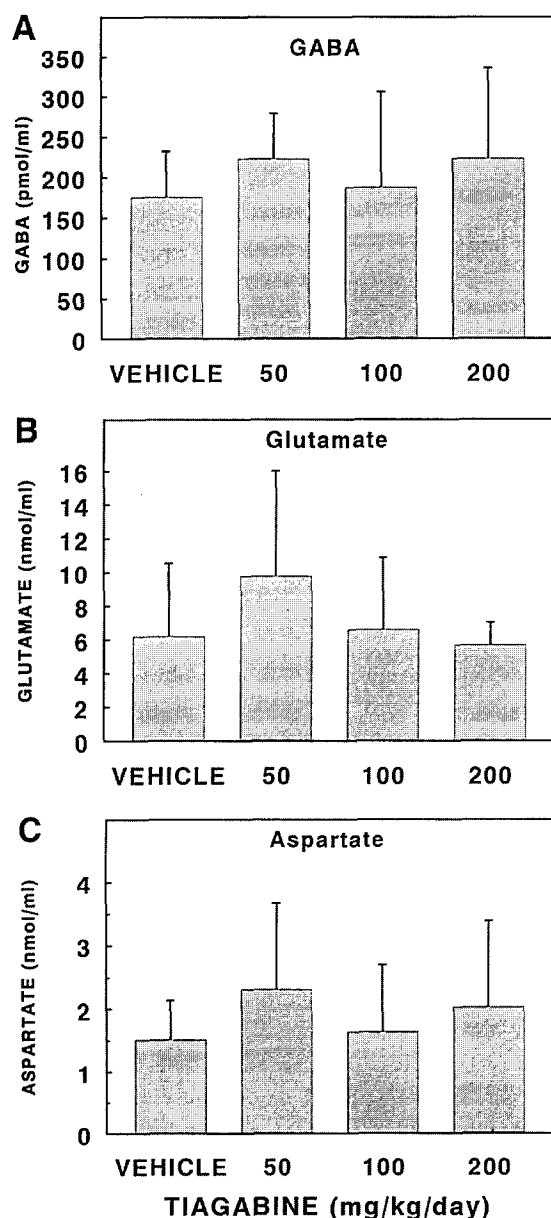 A
GABA
GABA (pmol/ml)
350
300
250
200
150
100
50
0
VEHICLE 50 100 200
B
Glutamate
GLUTAMATE (nmol/ml)
16
14
12
10
8
6
4
2
0
VEHICLE 50 100 200
C
Aspartate
ASPARTATE (nmol/ml)
4
3
2
1
0
VEHICLE 50 100 200
TIAGABINE (mg/kg/day)